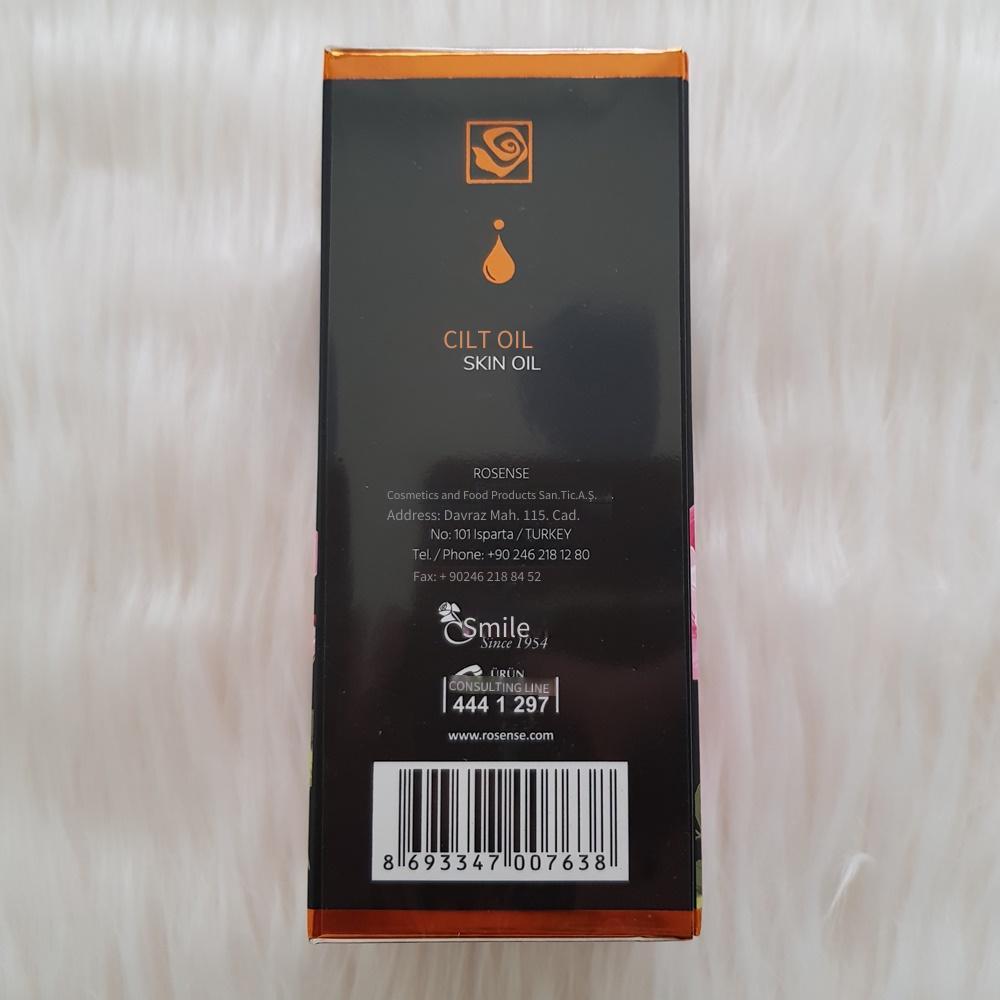 CILT OIL
SKIN OIL
ROSENSE
Cosmetics and Food Products San.Tic.A.Ş.
Address: Davraz Mah. 115. Cad.
No: 101 Isparta / TURKEY
Tel. / Phone: +90 246 218 12 80
Fax: + 90246 218 84 52
Smile
Since 1954
ÜRÜN
CONSULTING LINE
444 1 297
www.rosense.com
8 693347 007638